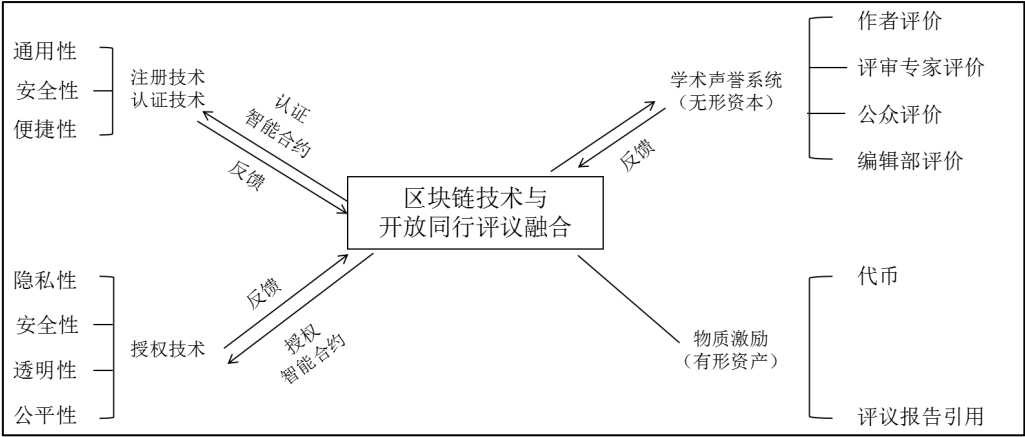 通用性
安全性
便捷性
注册技术
认证技术
认证
智能合约
反馈
学术声誉系统
（无形资本）
反馈
作者评价
评审专家评价
公众评价
编辑部评价
区块链技术与
开放同行评议融合
隐私性
安全性
透明性
公平性
授权技术
反馈
授权
智能合约
物质激励
（有形资产）
代币
评议报告引用